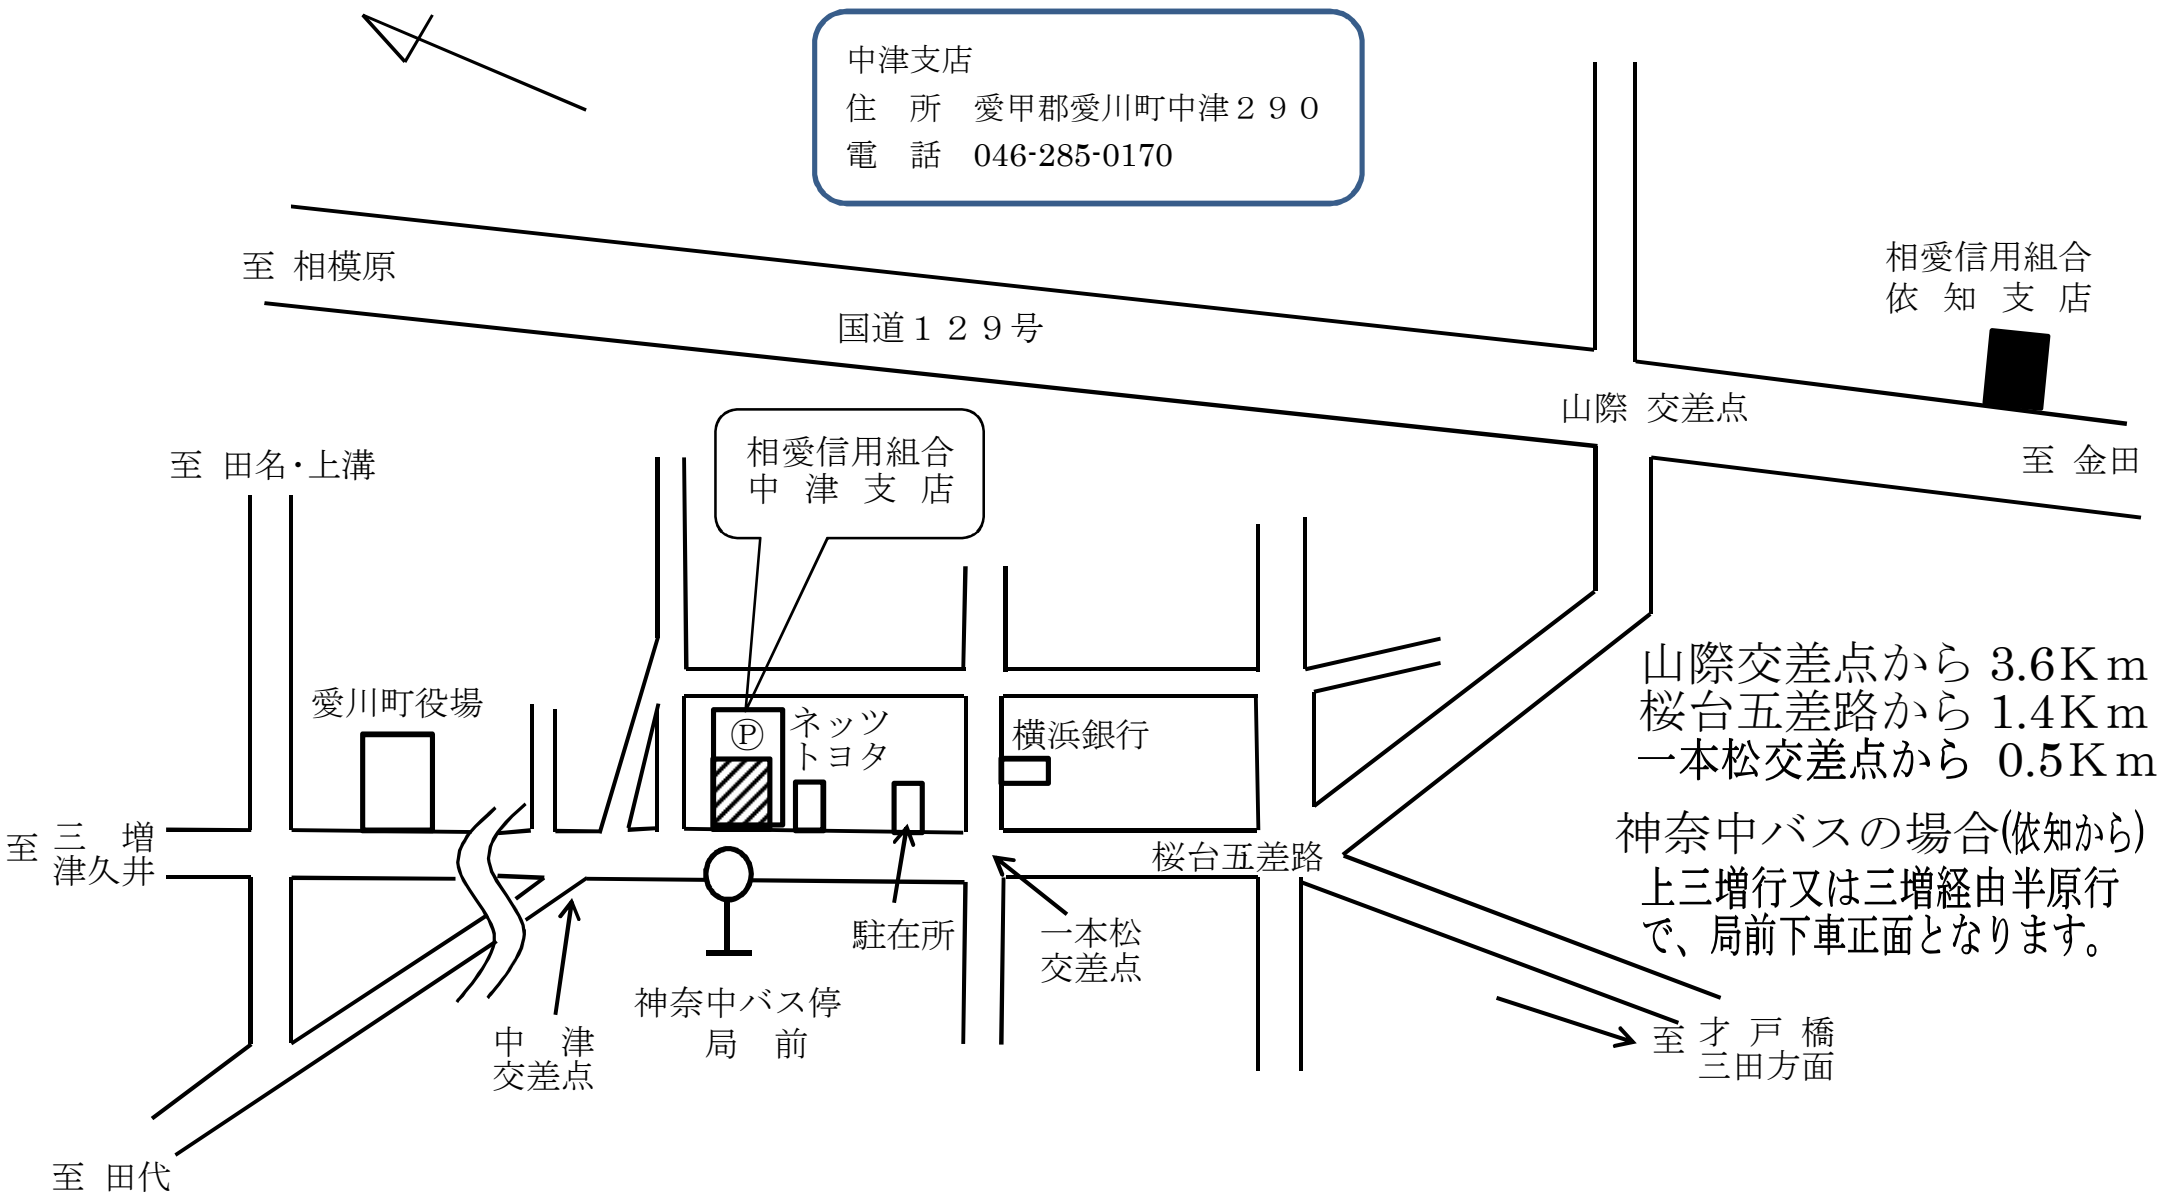 中津支店
住　所　愛甲郡愛川町中津２９０
電　話　046-285-0170
至 相模原
国道１２９号
相愛信用組合
依 知 支 店
山際 交差点
至 金田
至 田名･上溝
相愛信用組合
中 津 支 店
愛川町役場
Ⓟ
ネッツ
トヨタ
横浜銀行
山際交差点から 3.6Ｋｍ
桜台五差路から 1.4Ｋｍ
一本松交差点から 0.5Ｋｍ
至 三　増
津久井
桜台五差路
神奈中バスの場合(依知から)
上三増行又は三増経由半原行
で、局前下車正面となります。
駐在所
一本松
交差点
神奈中バス停
局　前
中　津
交差点
至 才 戸 橋
三田方面
至 田代